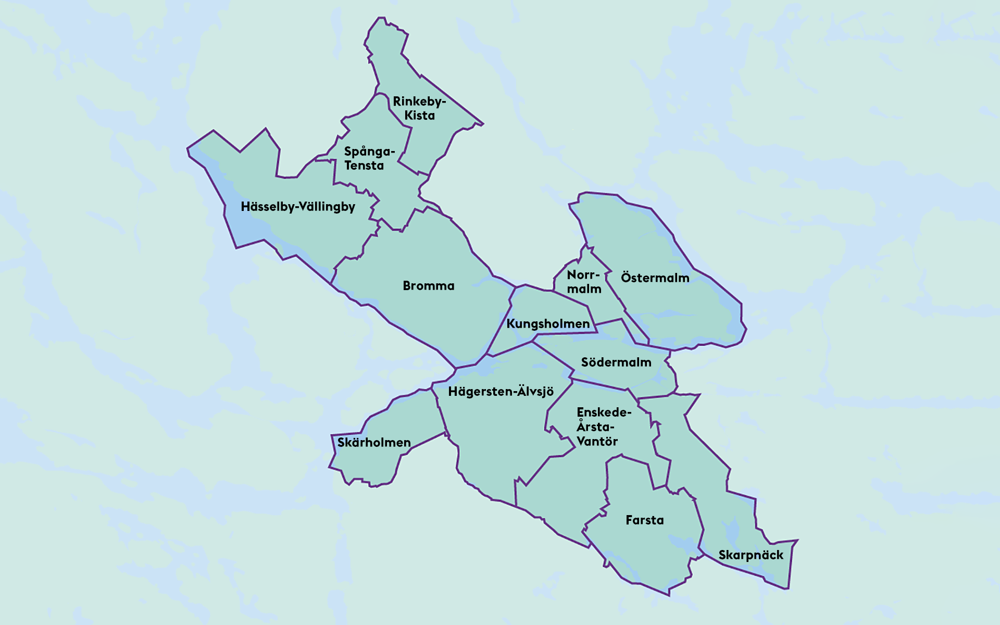 Rinkeby-
Kista
Spånga-
Tensta
Hässelby-Vällingby
Norr-
malm
Östermalm
Bromma
Kungsholmen
Södermalm
Hägersten-Älvsjö
Enskede-
Årsta-
Vantör
Skärholmen
Farsta
Skarpnäck